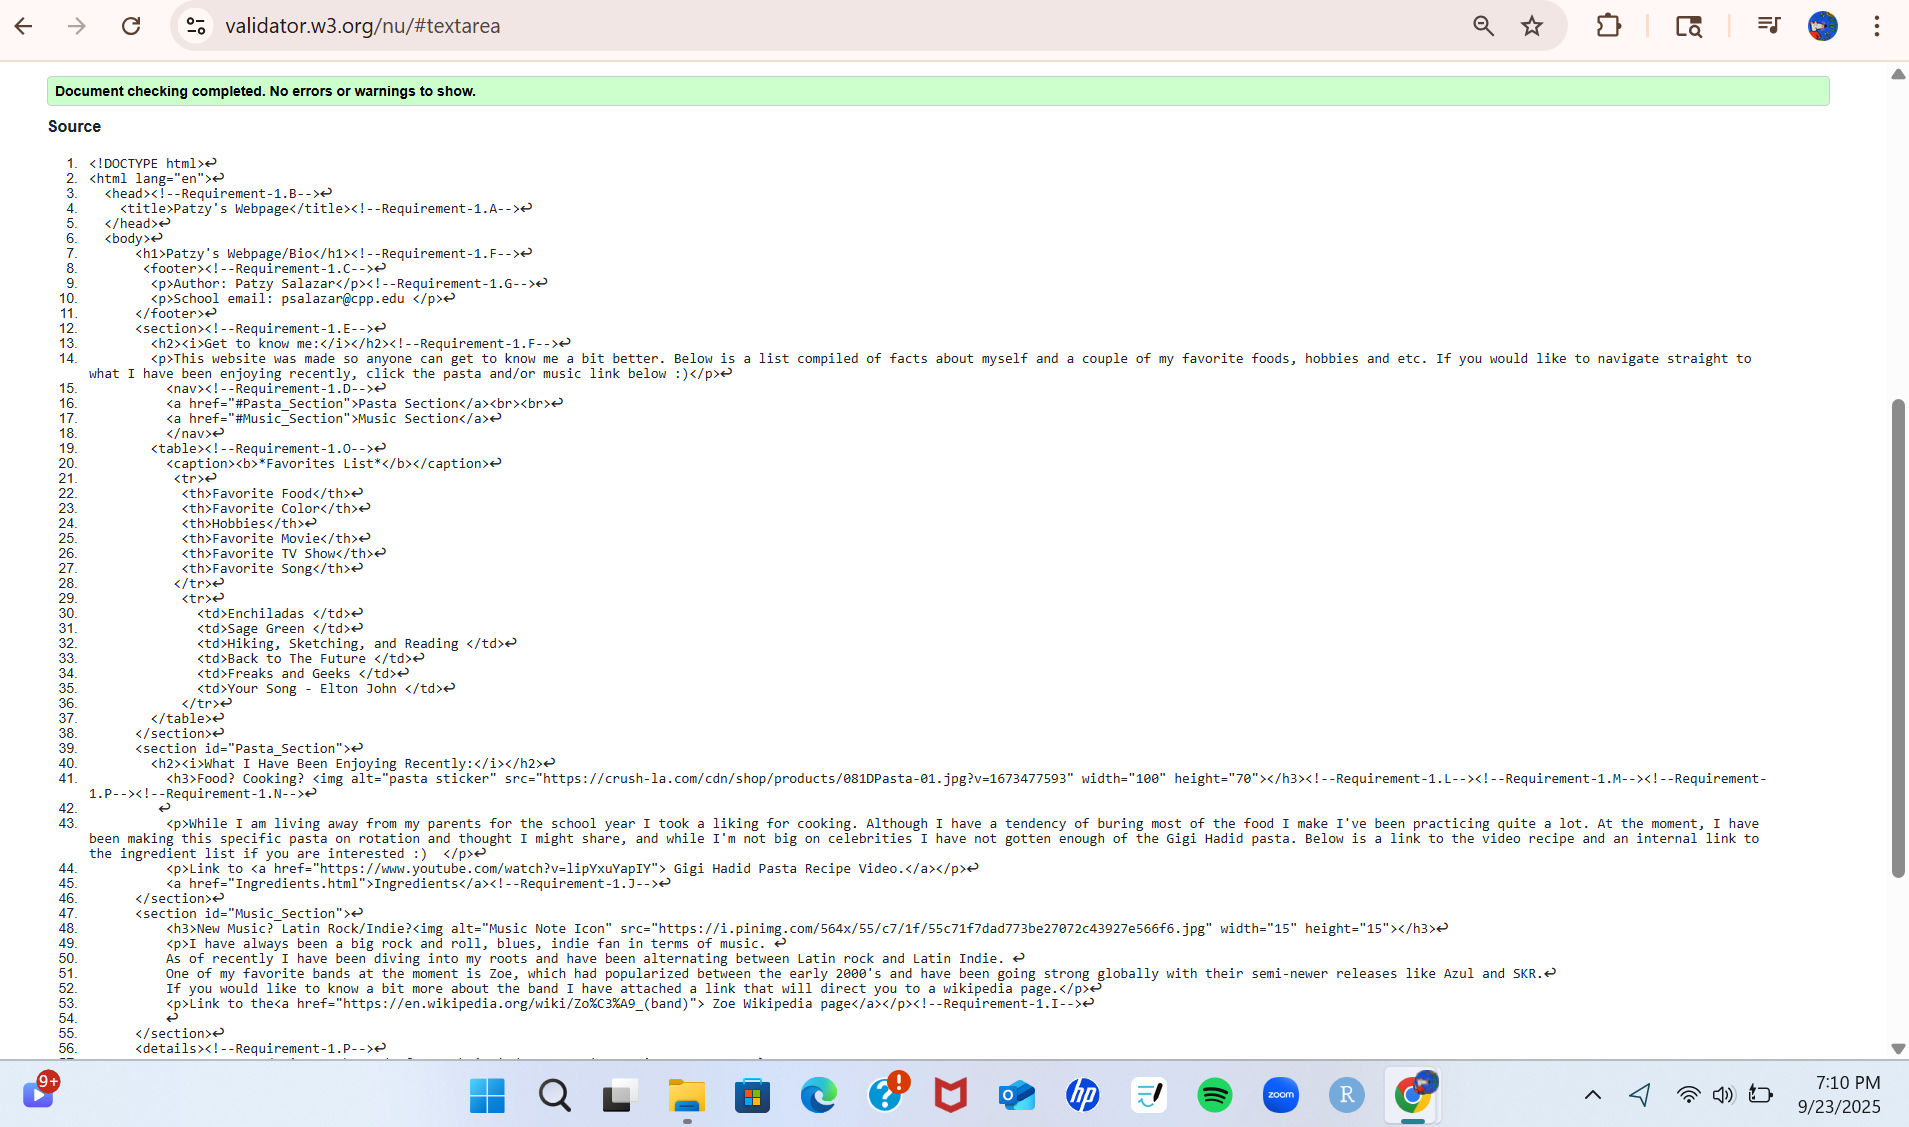 validator.w3.org/nu/#textarea
Document checking completed. No errors or warnings to show.
Source
1. <!DOCTYPE html>↩
2. <html lang="en">↩
3. <head><!--Requirement-1.B-->↩
4. <title>Patzy's Webpage</title><!--Requirement-1.A-->↩
5. </head>↩
6. <body>↩
7. <h1>Patzy's Webpage/Bio</h1><!--Requirement-1.F-->↩
8. <footer><!--Requirement-1.C-->↩
9. <p>Author: Patzy Salazar</p><!--Requirement-1.G-->↩
10. <p>School email: psalazar@cpp.edu </p>↩
11. </footer>↩
12. <section><!--Requirement-1.E-->↩
13. <h2><i>Get to know me:</i></h2><!--Requirement-1.F-->↩
14. <p>This website was made so anyone can get to know me a bit better. Below is a list compiled of facts about myself and a couple of my favorite foods, hobbies and etc. If you would like to navigate straight to
what I have been enjoying recently, click the pasta and/or music link below :)</p>↩
15. <nav><!--Requirement-1.D-->↩
16. <a href="#Pasta_Section">Pasta Section</a><br><br>↩
17. <a href="#Music_Section">Music Section</a>↩
18. </nav>↩
19. <table><!--Requirement-1.O-->↩
20. <caption><b>*Favorites List*</b></caption>↩
21. <tr>↩
22. <th>Favorite Food</th>↩
23. <th>Favorite Color</th>↩
24. <th>Hobbies</th>↩
25. <th>Favorite Movie</th>↩
26. <th>Favorite TV Show</th>↩
27. <th>Favorite Song</th>↩
28. </tr>↩
29. <tr>↩
30. <td>Enchiladas </td>↩
31. <td>Sage Green </td>↩
32. <td>Hiking, Sketching, and Reading </td>↩
33. <td>Back to The Future </td>↩
34. <td>Freaks and Geeks </td>↩
35. <td>Your Song - Elton John </td>↩
36. </tr>↩
37. </table>↩
38. </section>↩
39. <section id="Pasta_Section">↩
40. <h2><i>What I Have Been Enjoying Recently:</i></h2>↩
41. <h3>Food? Cooking? <img alt="pasta sticker" src="https://crush-la.com/cdn/shop/products/081DPasta-01.jpg?v=1673477593" width="100" height="70"></h3><!--Requirement-1.L--><!--Requirement-1.M--><!--Requirement-
1.P--><!--Requirement-1.N-->↩
42. ↩
43. <p>While I am living away from my parents for the school year I took a liking for cooking. Although I have a tendency of buring most of the food I make I've been practicing quite a lot. At the moment, I have
been making this specific pasta on rotation and thought I might share, and while I'm not big on celebrities I have not gotten enough of the Gigi Hadid pasta. Below is a link to the video recipe and an internal link to
the ingredient list if you are interested :) </p>↩
44. <p>Link to <a href="https://www.youtube.com/watch?v=lipYxuYapIY"> Gigi Hadid Pasta Recipe Video.</a></p>↩
45. <a href="Ingredients.html">Ingredients</a><!--Requirement-1.J-->↩
46. </section>↩
47. <section id="Music_Section">↩
48. <h3>New Music? Latin Rock/Indie?<img alt="Music Note Icon" src="https://i.pinimg.com/564x/55/c7/1f/55c71f7dad773be27072c43927e566f6.jpg" width="15" height="15"></h3>↩
49. <p>I have always been a big rock and roll, blues, indie fan in terms of music. ↩
50. As of recently I have been diving into my roots and have been alternating between Latin rock and Latin Indie. ↩
51. One of my favorite bands at the moment is Zoe, which had popularized between the early 2000's and have been going strong globally with their semi-newer releases like Azul and SKR.↩
52. If you would like to know a bit more about the band I have attached a link that will direct you to a wikipedia page.</p>↩
53. <p>Link to the<a href="https://en.wikipedia.org/wiki/Zo%C3%A9_(band)"> Zoe Wikipedia page</a></p><!--Requirement-1.I-->↩
54. ↩
55. </section>↩
56. <details><!--Requirement-1.P-->↩
9+
hp
zoom
R
7:10 PM
9/23/2025